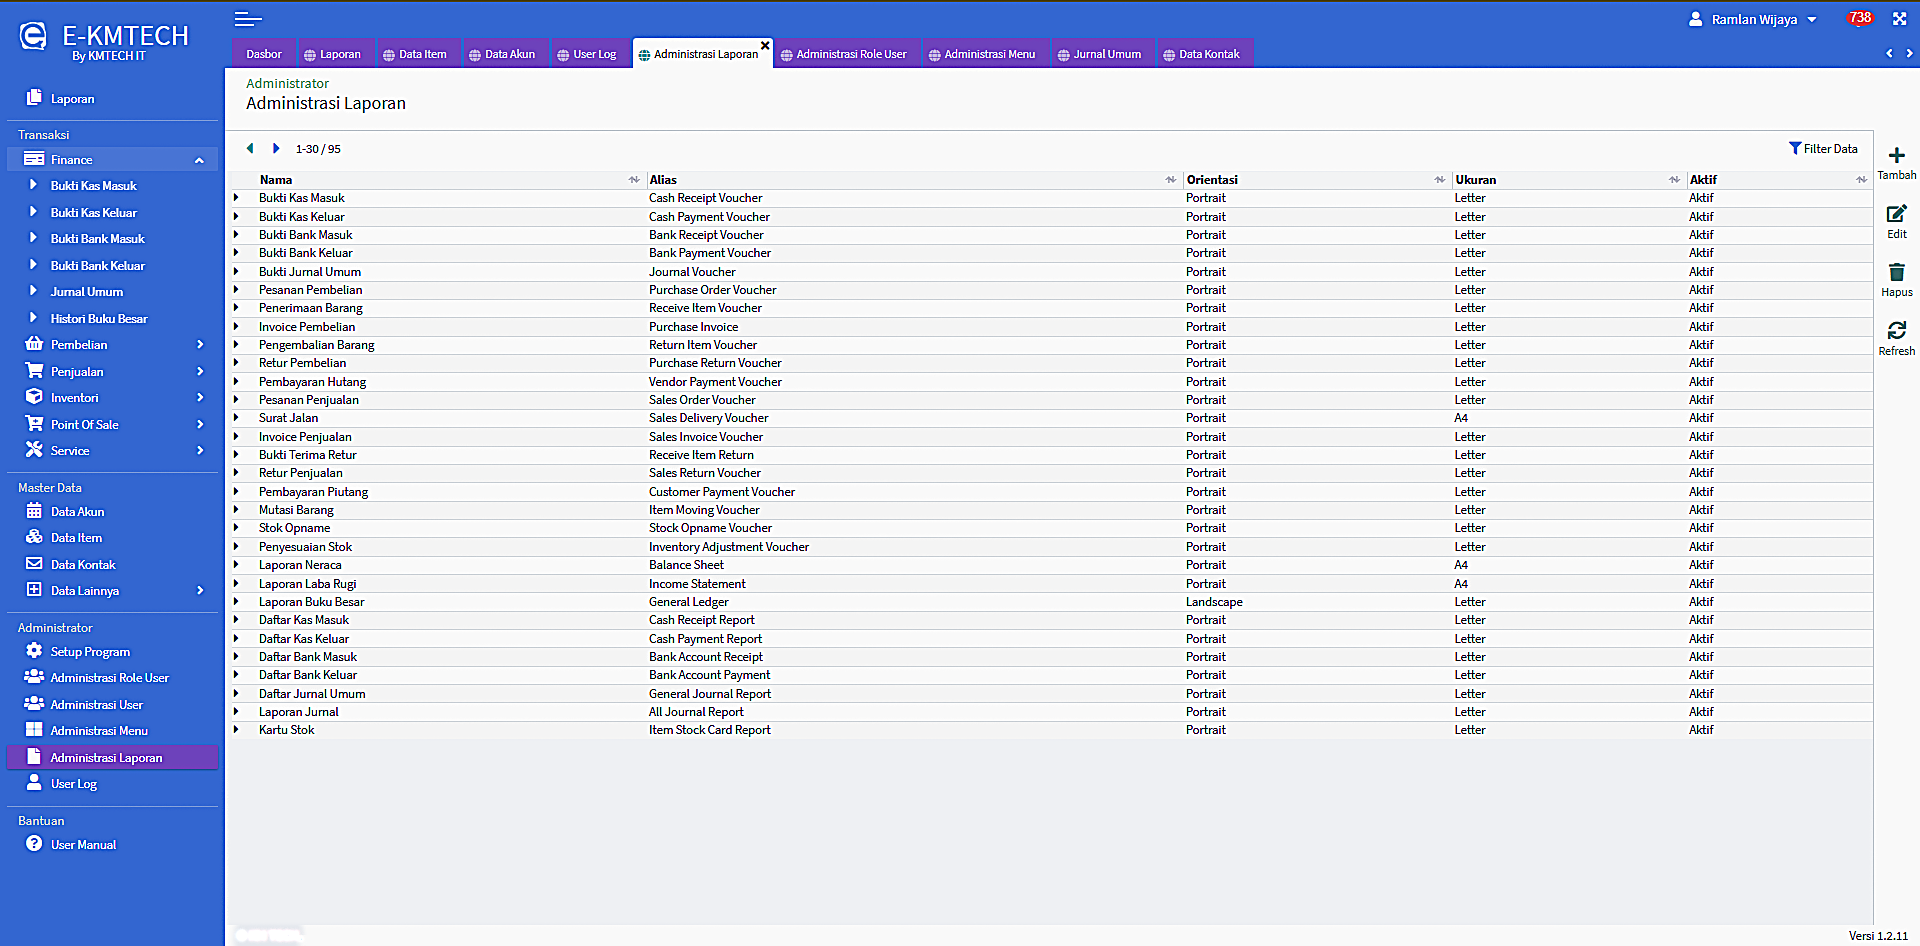 E-KMTECH
By KMTECH IT
Ramlan Wijaya
738
Dasbor
Laporan
Data Item
Data Akun
User Log
Administrasi Laporan
Administrasi Role User
Administrasi Menu
Jurnal Umum
Data Kontak
Laporan
Transaksi
Finance
Bukti Kas Masuk
Bukti Kas Keluar
Bukti Bank Masuk
Bukti Bank Keluar
Jurnal Umum
Histori Buku Besar
Pembelian
Penjualan
Inventori
Point Of Sale
Service
Master Data
Data Akun
Data Item
Data Kontak
Data Lainnya
Administrator
Setup Program
Administrasi Role User
Administrasi User
Administrasi Menu
Administrasi Laporan
User Log
Bantuan
User Manual
Administrator
Administrasi Laporan
1-30 / 95
Filter Data
Nama Alias Orientasi Ukuran Aktif
Bukti Kas Masuk Cash Receipt Voucher Portrait Letter Aktif
Bukti Kas Keluar Cash Payment Voucher Portrait Letter Aktif
Bukti Bank Masuk Bank Receipt Voucher Portrait Letter Aktif
Bukti Bank Keluar Bank Payment Voucher Portrait Letter Aktif
Bukti Jurnal Umum Journal Voucher Portrait Letter Aktif
Pesanan Pembelian Purchase Order Voucher Portrait Letter Aktif
Penerimaan Barang Receive Item Voucher Portrait Letter Aktif
Invoice Pembelian Purchase Invoice Portrait Letter Aktif
Pengembalian Barang Return Item Voucher Portrait Letter Aktif
Retur Pembelian Purchase Return Voucher Portrait Letter Aktif
Pembayaran Hutang Vendor Payment Voucher Portrait Letter Aktif
Pesanan Penjualan Sales Order Voucher Portrait Letter Aktif
Surat Jalan Sales Delivery Voucher Portrait A4 Aktif
Invoice Penjualan Sales Invoice Voucher Portrait Letter Aktif
Bukti Terima Retur Receive Item Return Portrait Letter Aktif
Retur Penjualan Sales Return Voucher Portrait Letter Aktif
Pembayaran Piutang Customer Payment Voucher Portrait Letter Aktif
Mutasi Barang Item Moving Voucher Portrait Letter Aktif
Stok Opname Stock Opname Voucher Portrait Letter Aktif
Penyesuaian Stok Inventory Adjustment Voucher Portrait Letter Aktif
Laporan Neraca Balance Sheet Portrait A4 Aktif
Laporan Laba Rugi Income Statement Portrait A4 Aktif
Laporan Buku Besar General Ledger Landscape Letter Aktif
Daftar Kas Masuk Cash Receipt Report Portrait Letter Aktif
Daftar Kas Keluar Cash Payment Report Portrait Letter Aktif
Daftar Bank Masuk Bank Account Receipt Portrait Letter Aktif
Daftar Bank Keluar Bank Account Payment Portrait Letter Aktif
Daftar Jurnal Umum General Journal Report Portrait Letter Aktif
Laporan Jurnal All Journal Report Portrait Letter Aktif
Kartu Stok Item Stock Card Report Portrait Letter Aktif
Tambah
Edit
Hapus
Refresh
Versi 1.2.11